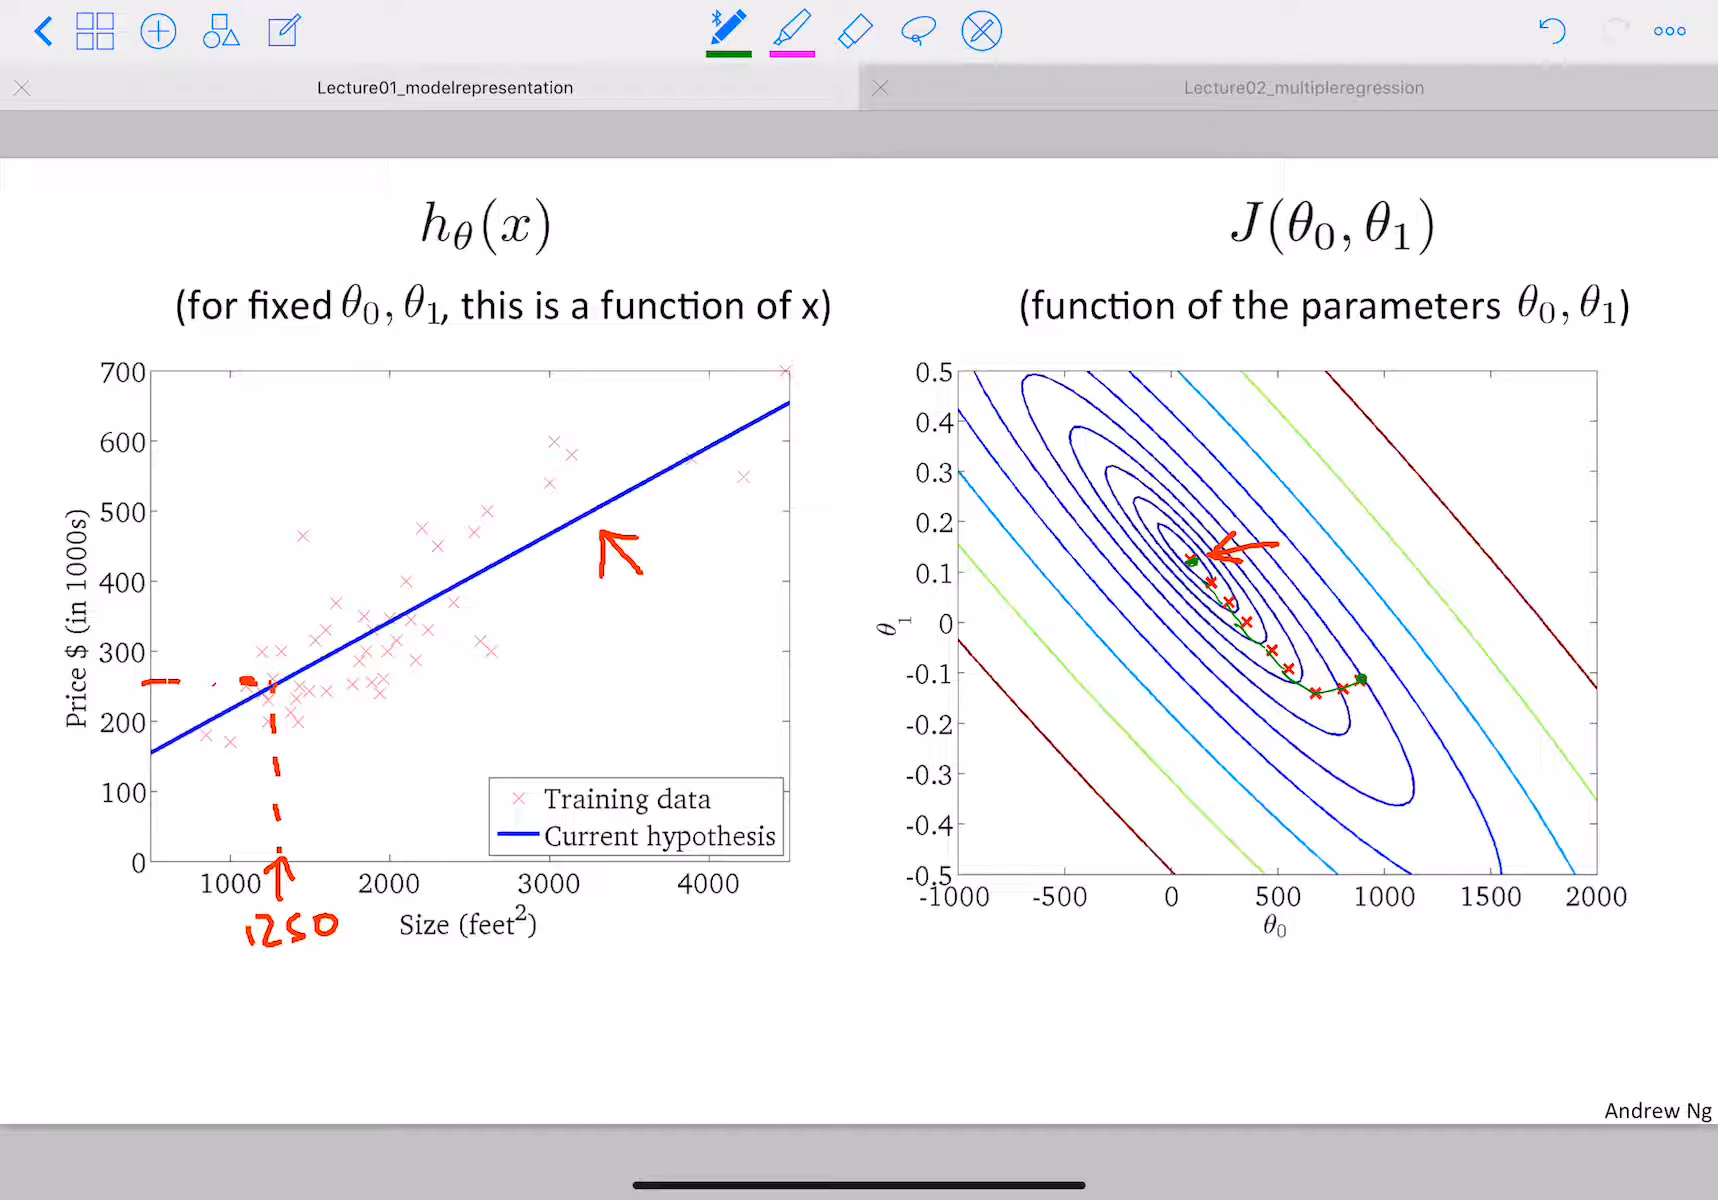 Lecture01_modelrepresentation
Lecture02_multipleregression
hθ(x)
(for fixed θ0, θ1, this is a function of x)
700
600
500
400
300
200
100
0
Price $ (in 1000s)
1000 2000 3000 4000
Size (feet²)
Training data
Current hypothesis
1250
J(θ0, θ1)
(function of the parameters θ0, θ1)
0.5
0.4
0.3
0.2
0.1
0
-0.1
-0.2
-0.3
-0.4
-0.5
θ1
-1000 -500 0 500 1000 1500 2000
θ0
Andrew Ng